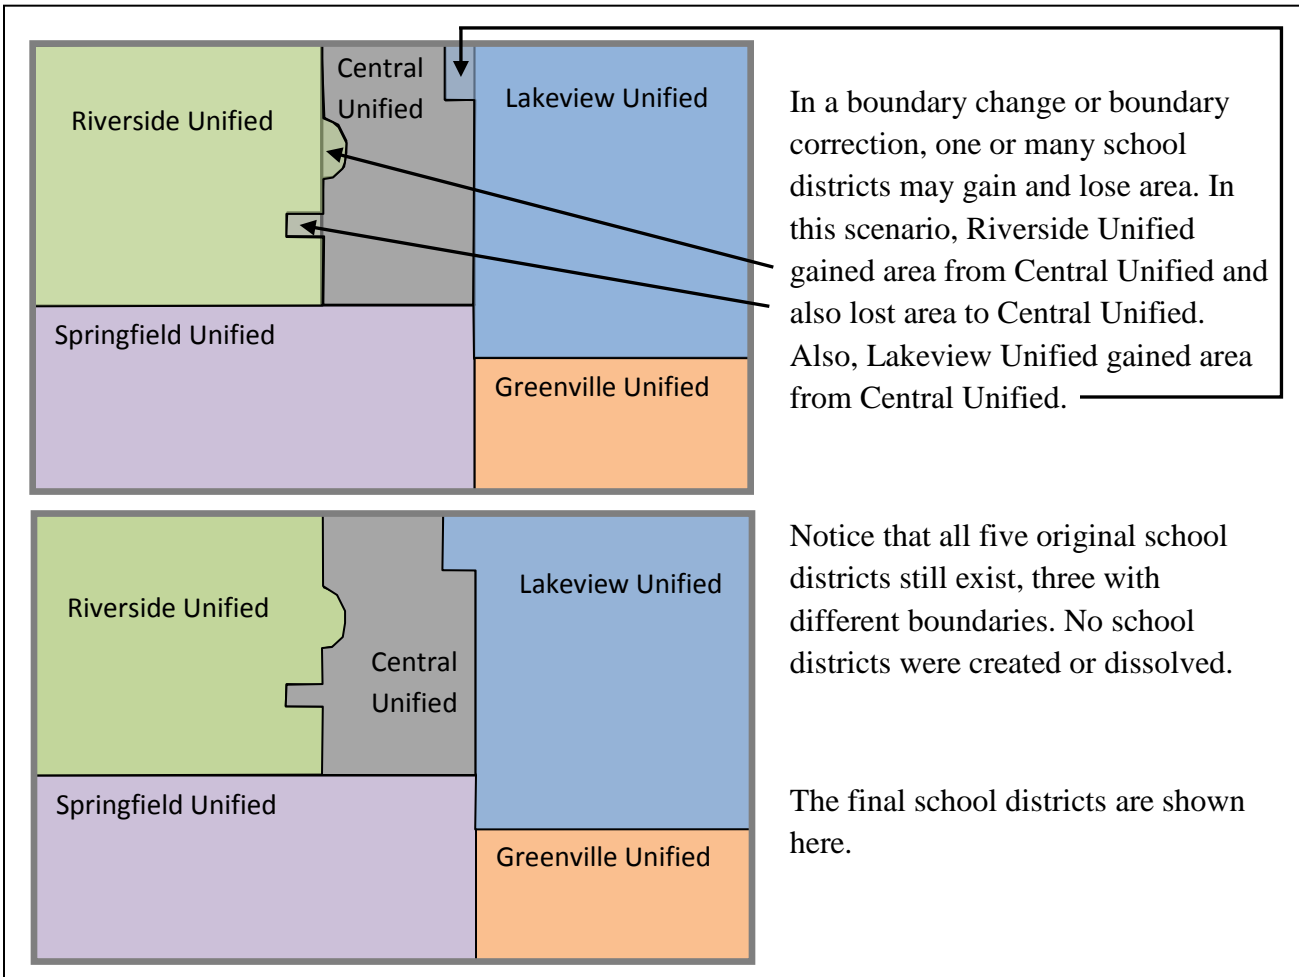 Central
Unified
Riverside Unified
Lakeview Unified
Springfield Unified
Greenville Unified
In a boundary change or boundary
correction, one or many school
districts may gain and lose area. In
this scenario, Riverside Unified
gained area from Central Unified and
also lost area to Central Unified.
Also, Lakeview Unified gained area
from Central Unified.
Riverside Unified
Central
Unified
Lakeview Unified
Springfield Unified
Greenville Unified
Notice that all five original school
districts still exist, three with
different boundaries. No school
districts were created or dissolved.
The final school districts are shown
here.